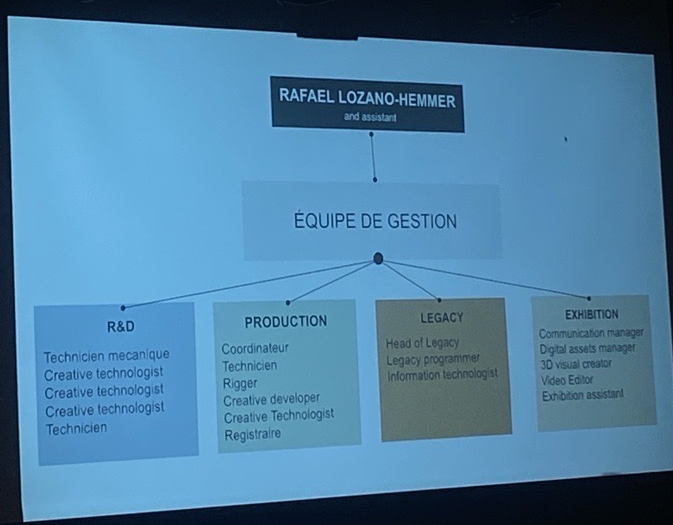 RAFAEL LOZANO-HEMMER
and assistant
ÉQUIPE DE GESTION
R&D
Technicien mecanique
Creative technologist
Creative technologist
Creative technologist
Technicien
PRODUCTION
Coordinateur
Technicien
Rigger
Creative developer
Creative Technologist
Registraire
LEGACY
Head of Legacy
Legacy programmer
Information technologist
EXHIBITION
Communication manager
Digital assets manager
3D visual creator
Video Editor
Exhibition assistant